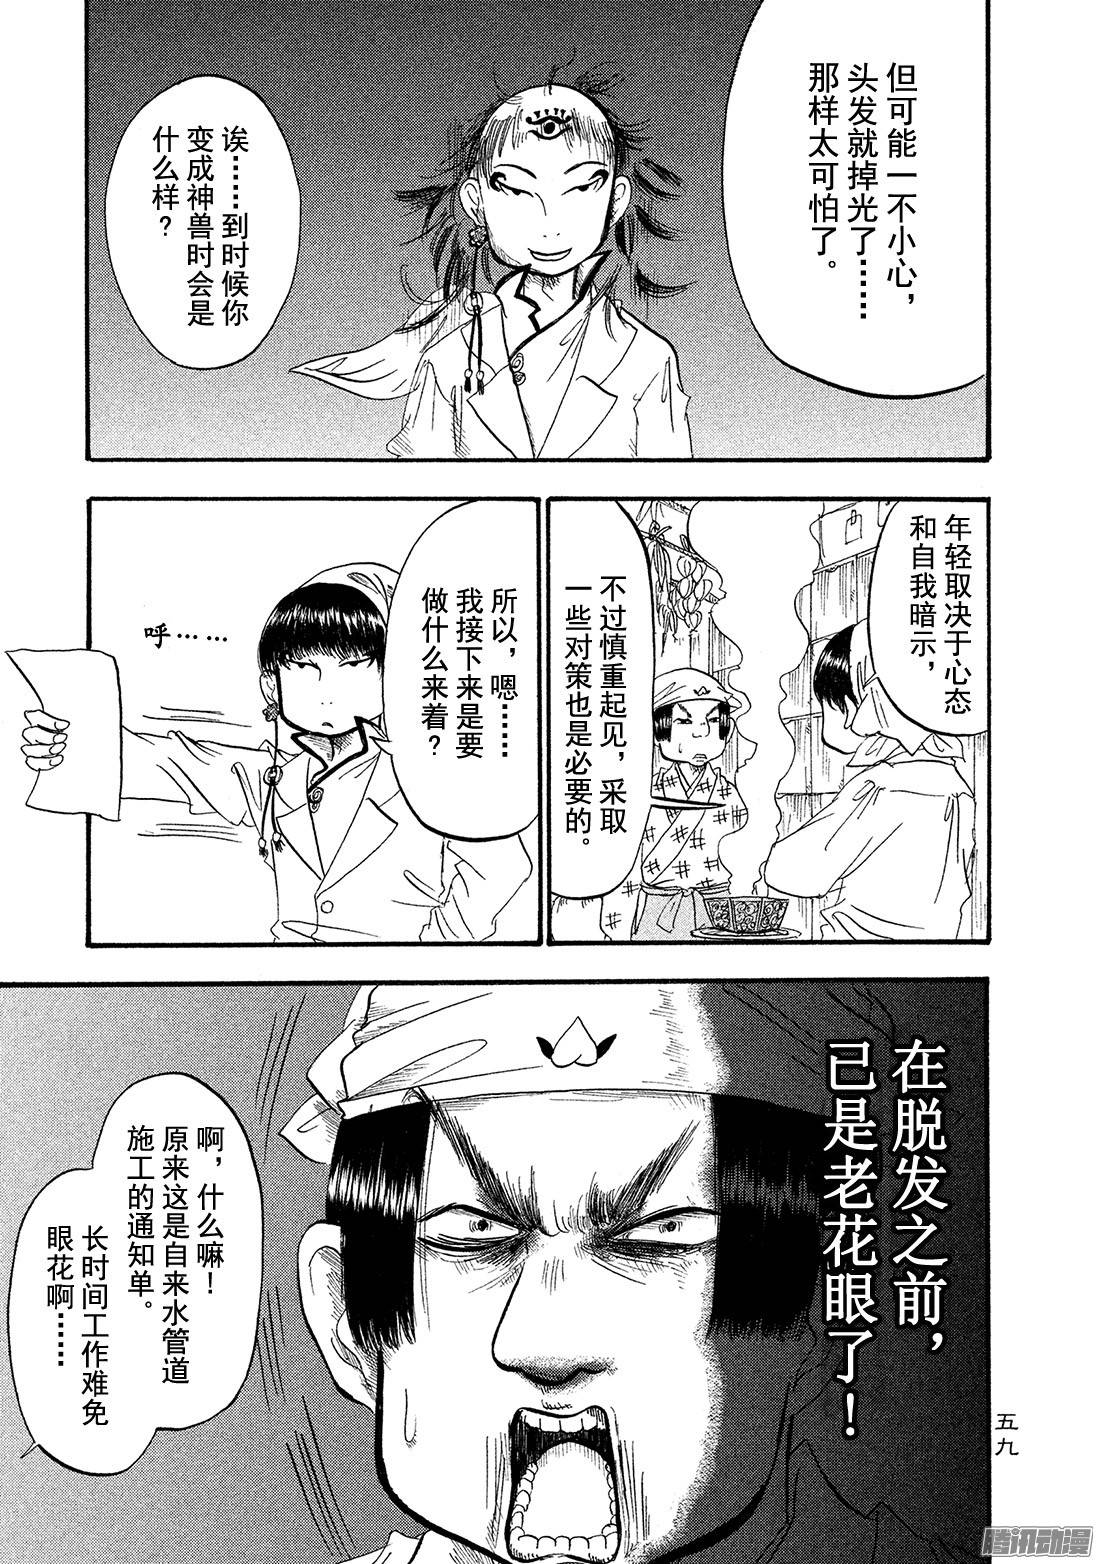 但可能一不小心，
头发就掉光了……
那样太可怕了。
诶……到时候你
变成神兽时会是
什么样？
年轻取决于心态
和自我暗示，
不过慎重起见，采取
一些对策也是必要的。
所以，嗯……
我接下来是要
做什么来着？
呼……
在脱发之前，
已是老花眼了！
啊，什么嘛！
原来这是自来水管道
施工的通知单。
长时间工作难免
眼花啊……
五九
腾讯动漫